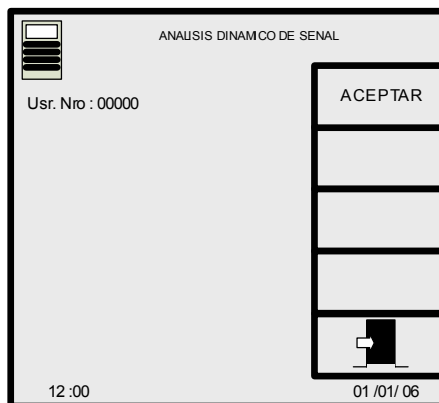 ANALISIS DINAMICO DE SENAL
Usr. Nro : 00000
ACEPTAR
12 :00
01 /01/ 06